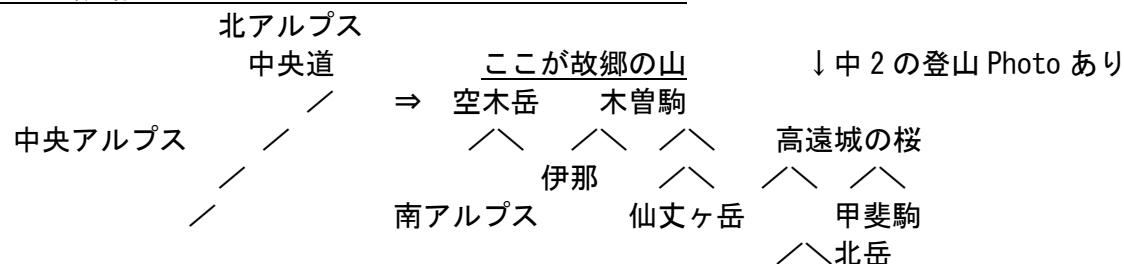 北アルプス
中央道 ここが故郷の山 ↓中2の登山Photoあり
／ ⇒ 空木岳 木曽駒
中央アルプス ／ ／＼ ／＼ ／＼ 高遠城の桜
／ 伊那 ／＼ ／＼ ／＼
／ 南アルプス 仙丈ヶ岳 甲斐駒
／＼北岳